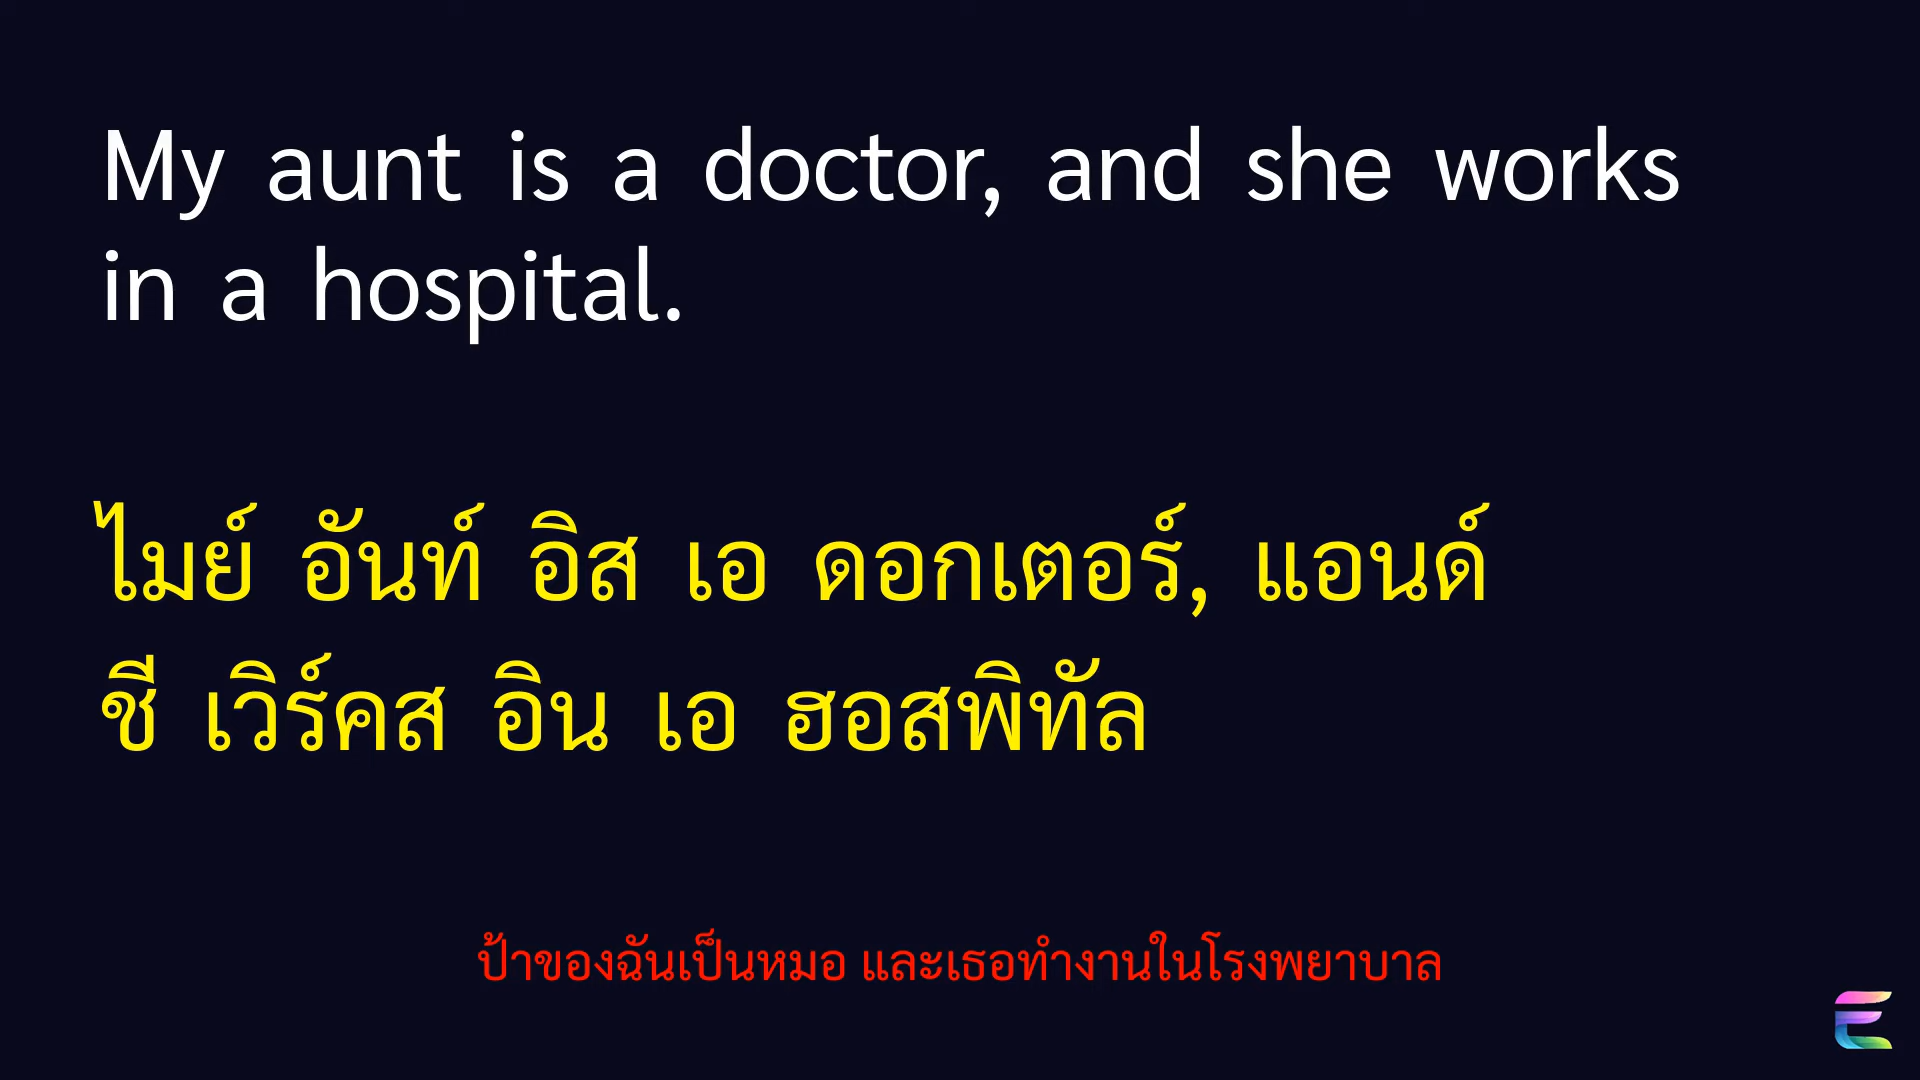 My aunt is a doctor, and she works
in a hospital.
ไมย์ อันท์ อิส เอ ดอกเตอร์, แอนด์
ชี เวิร์คส อิน เอ ฮอสพิทัล
ป้าของฉันเป็นหมอ และเธอทำงานในโรงพยาบาล